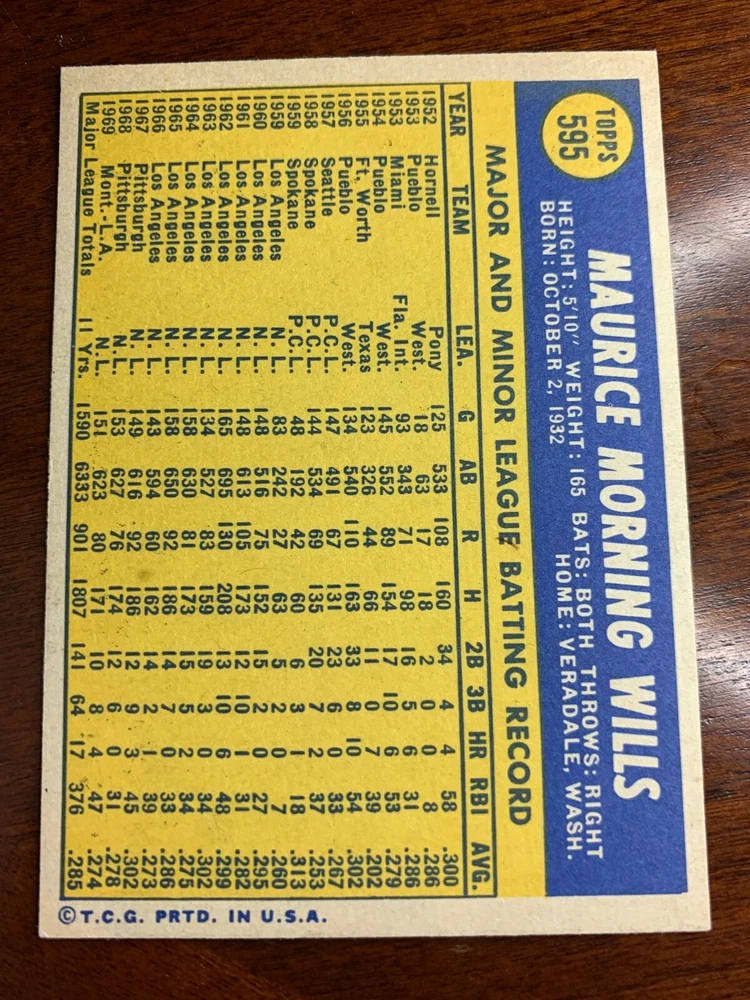 TOPPS
595
MAURICE MORNING WILLS
HEIGHT: 5'10" WEIGHT: 165 BATS: BOTH THROWS: RIGHT
BORN: OCTOBER 2, 1932 HOME: VERADALE, WASH.
MAJOR AND MINOR LEAGUE BATTING RECORD
YEAR TEAM LEA. G AB R H 2B 3B HR RBI AVG.
1952 Hornell Pony 125 533 108 160 34 4 4 58 .300
1953 Pueblo West. 18 63 17 18 2 0 0 8 .286
1953 Miami Fla. Int. 93 343 71 98 16 5 6 31 .286
1954 Pueblo West. 145 552 89 154 17 10 6 53 .279
1955 Ft. Worth Texas 123 326 44 66 11 0 7 39 .202
1956 Pueblo West. 134 540 110 163 33 8 10 54 .302
1957 Seattle P.C.L. 147 491 67 131 23 6 0 33 .267
1958 Spokane P.C.L. 144 534 69 135 20 7 2 37 .253
1959 Spokane P.C.L. 48 192 42 60 6 3 1 18 .313
1959 Los Angeles N. L. 83 242 27 63 5 2 0 7 .260
1960 Los Angeles N. L. 148 516 75 152 15 2 0 27 .295
1961 Los Angeles N. L. 148 613 105 173 12 10 1 31 .282
1962 Los Angeles N. L. 165 695 130 208 13 10 6 48 .299
1963 Los Angeles N. L. 134 527 83 159 19 3 0 34 .302
1964 Los Angeles N. L. 158 630 81 173 15 5 2 34 .275
1965 Los Angeles N. L. 158 650 92 186 14 7 0 33 .286
1966 Los Angeles N. L. 143 594 60 162 14 2 1 39 .273
1967 Pittsburgh N. L. 149 616 92 186 12 9 3 45 .302
1968 Pittsburgh N. L. 153 627 76 174 12 6 0 31 .278
1969 Mont.-L.A. N.L. 151 623 80 171 10 8 4 47 .274
Major League Totals 11 Yrs. 1590 6333 901 1807 141 64 17 376 .285
©T.C.G. PRTD. IN U.S.A.